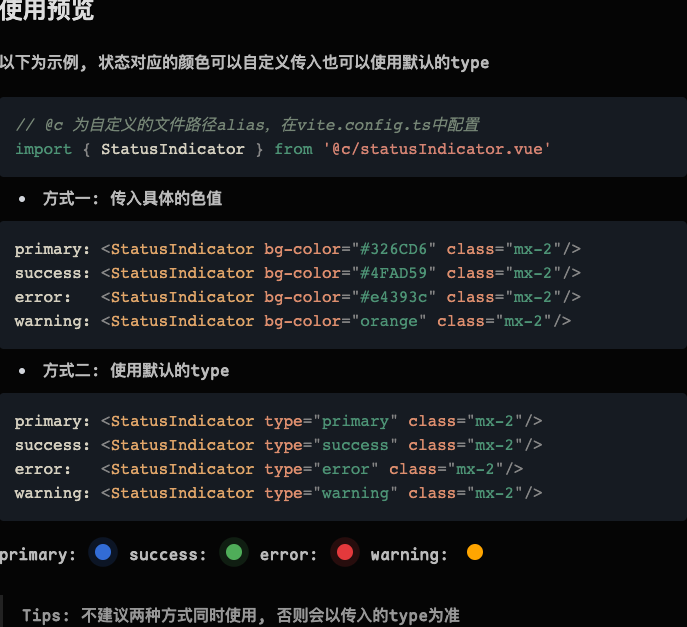 使用预览
以下为示例, 状态对应的颜色可以自定义传入也可以使用默认的type
// @c 为自定义的文件路径alias, 在vite.config.ts中配置
import { StatusIndicator } from '@c/statusIndicator.vue'
• 方式一: 传入具体的色值
primary: <StatusIndicator bg-color="#326CD6" class="mx-2"/>
success: <StatusIndicator bg-color="#4FAD59" class="mx-2"/>
error:   <StatusIndicator bg-color="#e4393c" class="mx-2"/>
warning: <StatusIndicator bg-color="orange" class="mx-2"/>
• 方式二: 使用默认的type
primary: <StatusIndicator type="primary" class="mx-2"/>
success: <StatusIndicator type="success" class="mx-2"/>
error:   <StatusIndicator type="error" class="mx-2"/>
warning: <StatusIndicator type="warning" class="mx-2"/>
primary: success: error: warning:
Tips: 不建议两种方式同时使用, 否则会以传入的type为准